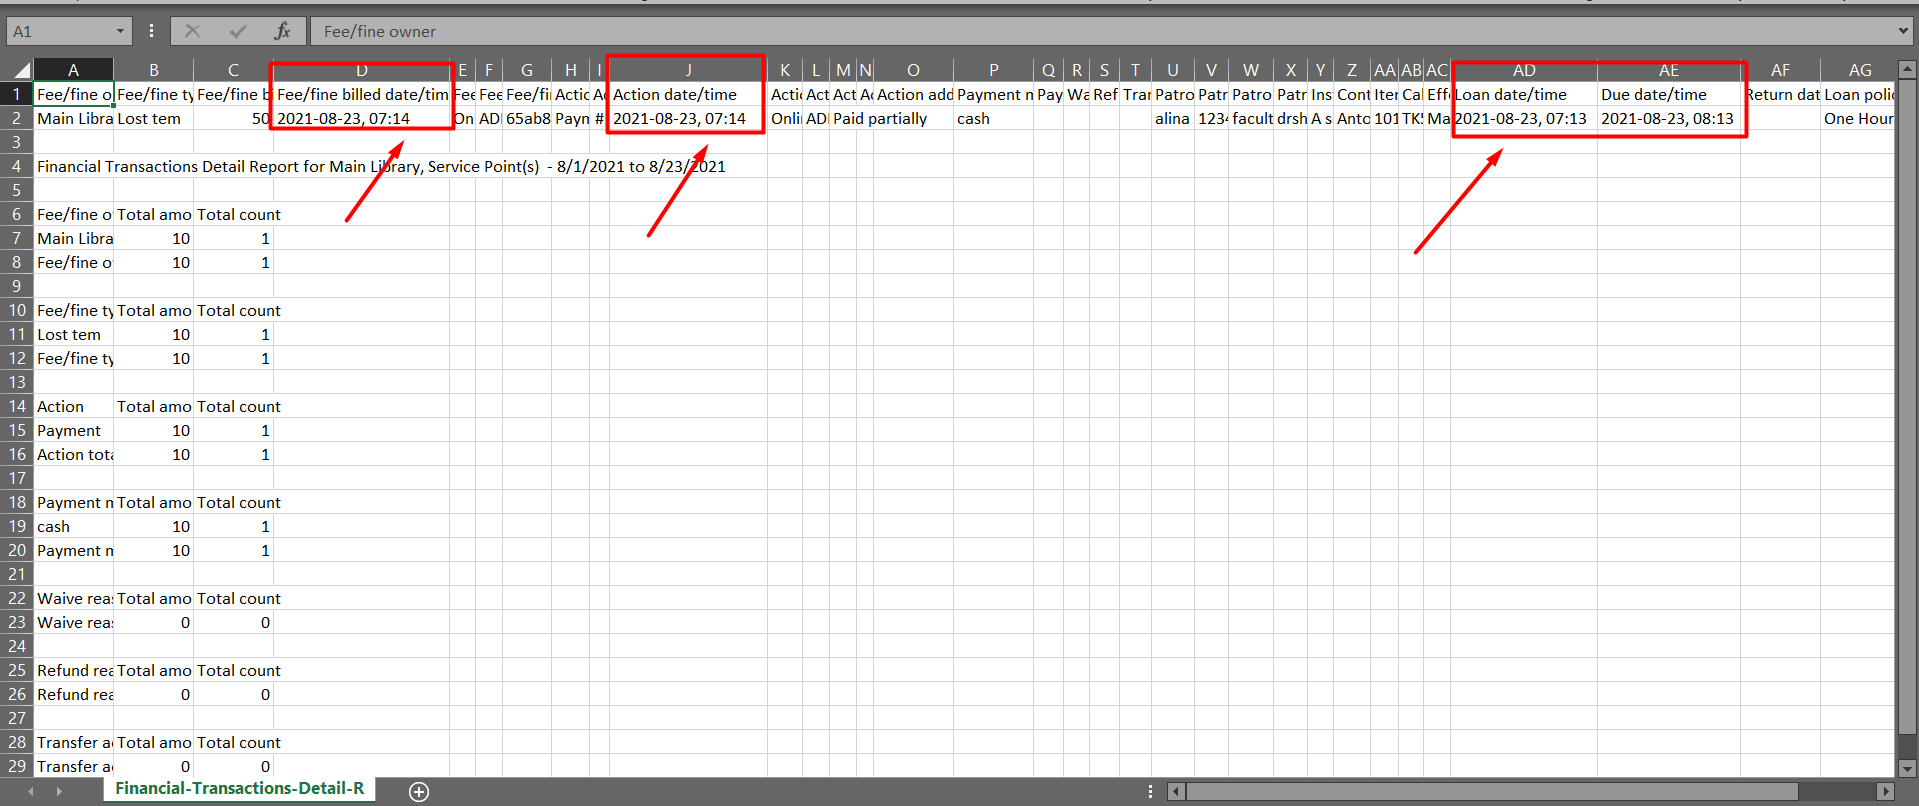 A1 fx Fee/fine owner
A B C D E F G H I J K L M N O P Q R S T U V W X Y Z AA AB AC AD AE AF AG
1 Fee/fine o Fee/fine ty Fee/fine b Fee/fine billed date/tim Fee Fee Fee/fi Actio Ac Action date/time Actio Act Act Ac Action add Payment n Pay Wa Ref Tran Patro Patr Patro Patr Ins Cont Iter Cal Effe Loan date/time Due date/time Return dat Loan polic
2 Main Libra Lost tem 50 2021-08-23, 07:14 On ADI 65ab8 Paym # 2021-08-23, 07:14 Onli ADI Paid partially cash alina 1234 facult drsh A s Anto 101 TK5 Ma 2021-08-23, 07:13 2021-08-23, 08:13 One Hour
3
4 Financial Transactions Detail Report for Main Library, Service Point(s) - 8/1/2021 to 8/23/2021
5
6 Fee/fine o Total amo Total count
7 Main Libra 10 1
8 Fee/fine o 10 1
9
10 Fee/fine ty Total amo Total count
11 Lost tem 10 1
12 Fee/fine ty 10 1
13
14 Action Total amo Total count
15 Payment 10 1
16 Action tota 10 1
17
18 Payment n Total amo Total count
19 cash 10 1
20 Payment n 10 1
21
22 Waive reas Total amo Total count
23 Waive reas 0 0
24
25 Refund rea Total amo Total count
26 Refund rea 0 0
27
28 Transfer a Total amo Total count
29 Transfer a 0 0
Financial-Transactions-Detail-R